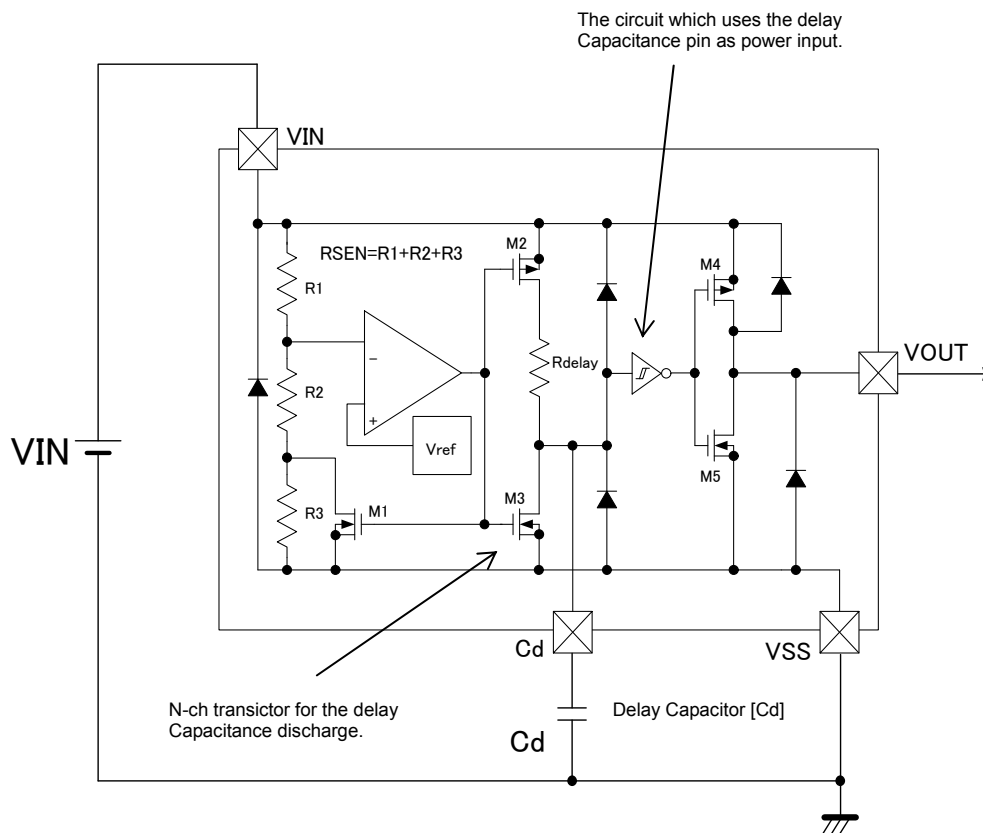 The circuit which uses the delay
Capacitance pin as power input.
VIN
RSEN=R1+R2+R3
M2
M4
R1
−
Rdelay
VOUT
R2
+
Vref
VIN
M5
R3
M1
M3
Cd
VSS
N-ch transictor for the delay
Capacitance discharge.
Delay Capacitor [Cd]
Cd